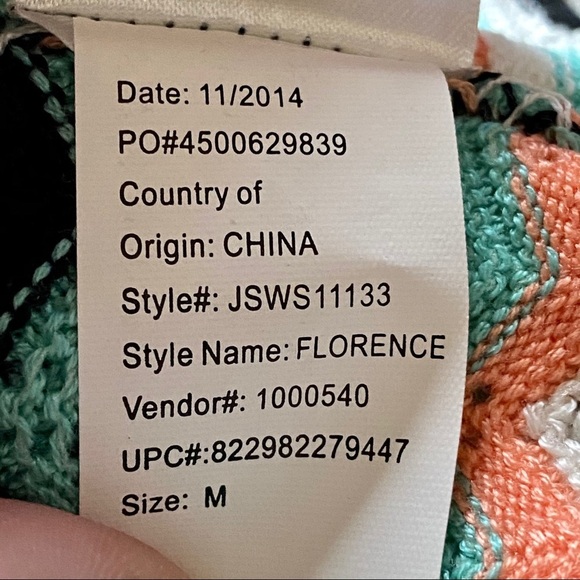 Date: 11/2014
PO#4500629839
Country of
Origin: CHINA
Style#: JSWS11133
Style Name: FLORENCE
Vendor#: 1000540
UPC#:822982279447
Size: M